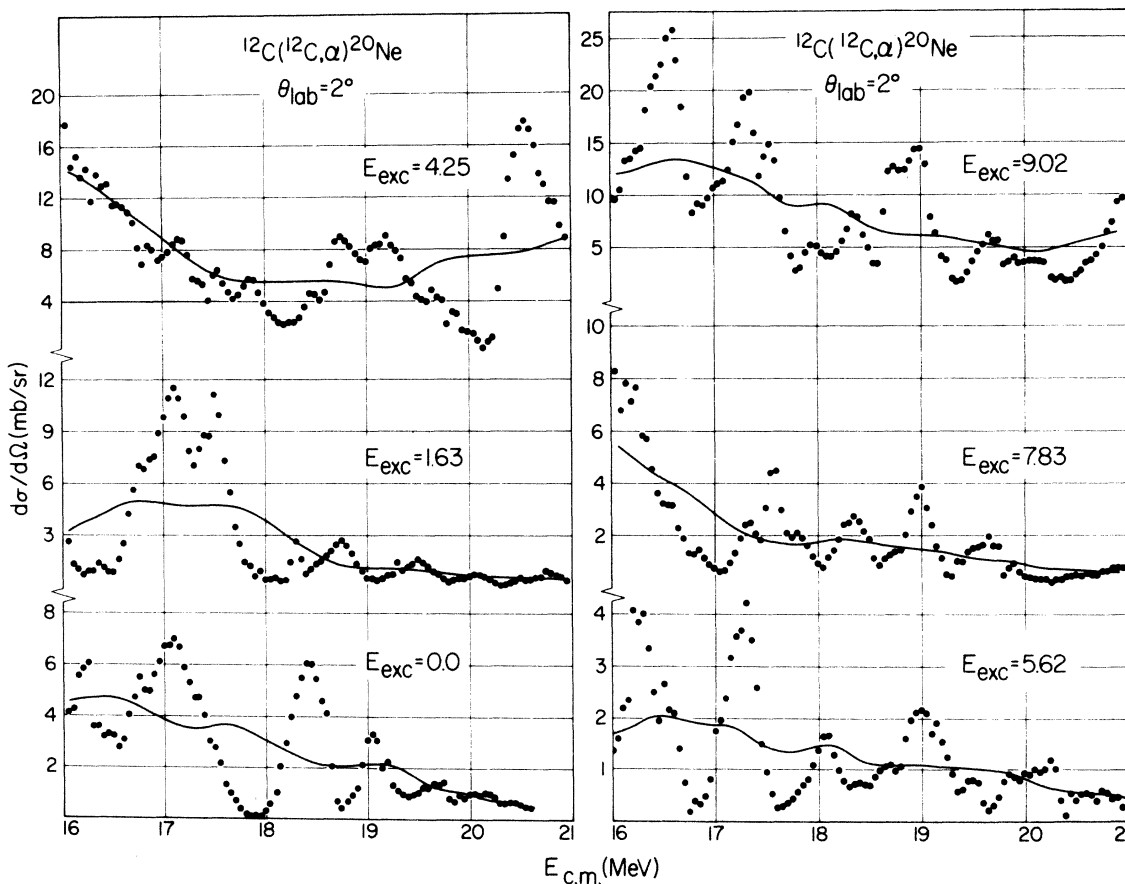 ¹²C(¹²C,α)²⁰Ne
θlab=2°
20
16
12
8
4
Eexc=4.25
12
9
6
3
Eexc=1.63
8
6
4
2
Eexc=0.0
16 17 18 19 20 21
dσ/dΩ(mb/sr)
¹²C(¹²C,α)²⁰Ne
θlab=2°
25
20
15
10
5
Eexc=9.02
10
8
6
4
2
Eexc=7.83
4
3
2
1
Eexc=5.62
16 17 18 19 20 21
Ec.m.(MeV)